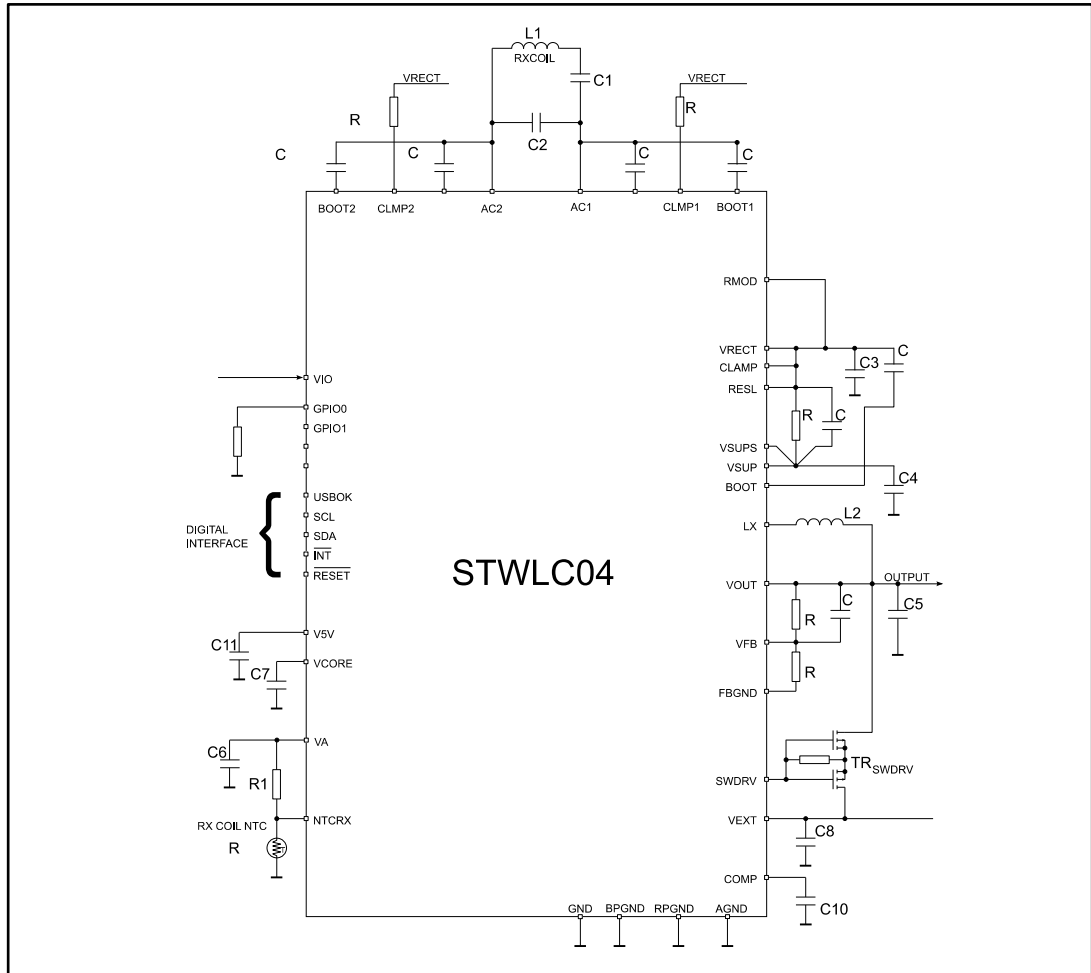 L1
RXCOIL
C1
VRECT
VRECT
R
R
C2
C
C
C
C
BOOT2
CLMP2
AC2
AC1
CLMP1
BOOT1
RMOD
VRECT
C3
C
CLAMP
RESL
VIO
GPIO0
R
C
GPIO1
VSUPS
VSUP
C4
BOOT
USBOK
SCL
L2
LX
DIGITAL
INTERFACE
{
SDA
INT
STWLC04
RESET
VOUT
OUTPUT
C
C5
R
V5V
VFB
C11
VCORE
C7
R
FBGND
VA
C6
TR SWDRV
R1
SWDRV
RX COIL NTC
NTCRX
VEXT
R
T
C8
COMP
GND
BPGND
RPGND
AGND
C10